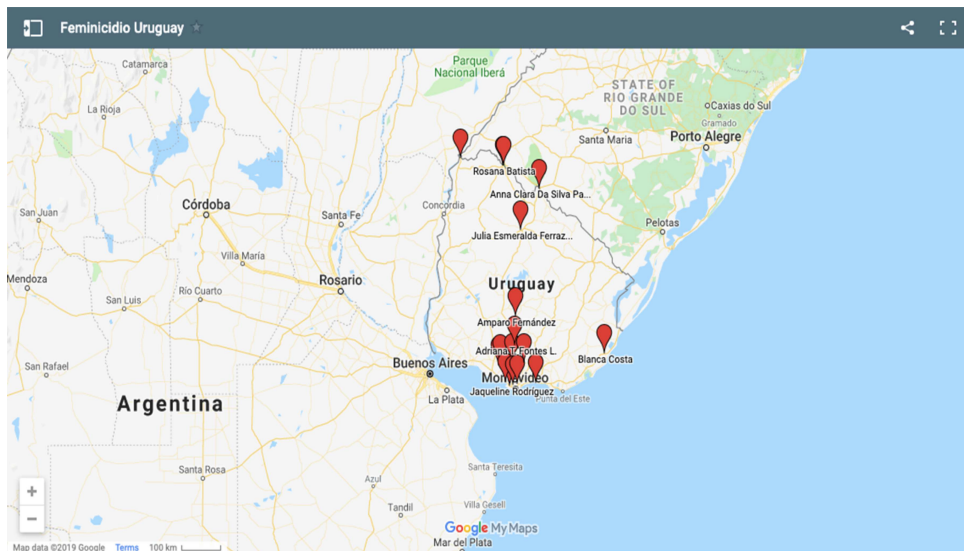 Feminicidio Uruguay
Catamarca
Parque
Nacional Iberá
La Rioja
STATE OF
RIO GRANDE
DO SUL
Caxias do Sul
Gramado
Santa Maria
Porto Alegre
Rosana Batista
Anna Clara Da Silva Pa...
San Juan
Córdoba
Santa Fe
Concordia
Julia Esmeralda Ferraz...
Pelotas
Villa María
Mendoza
San Luis
Río Cuarto
Rosario
Uruguay
Amparo Fernández
Adriana T. Fontes L.
Blanca Costa
San Rafael
Buenos Aires
Montevideo
Jaqueline Rodriguez
La Plata
Punta del Este
Argentina
Santa Rosa
Santa Teresita
Azul
Villa Gesell
Tandil
Google My Maps
Mar del Plata
Map data ©2019 Google Terms 100 km